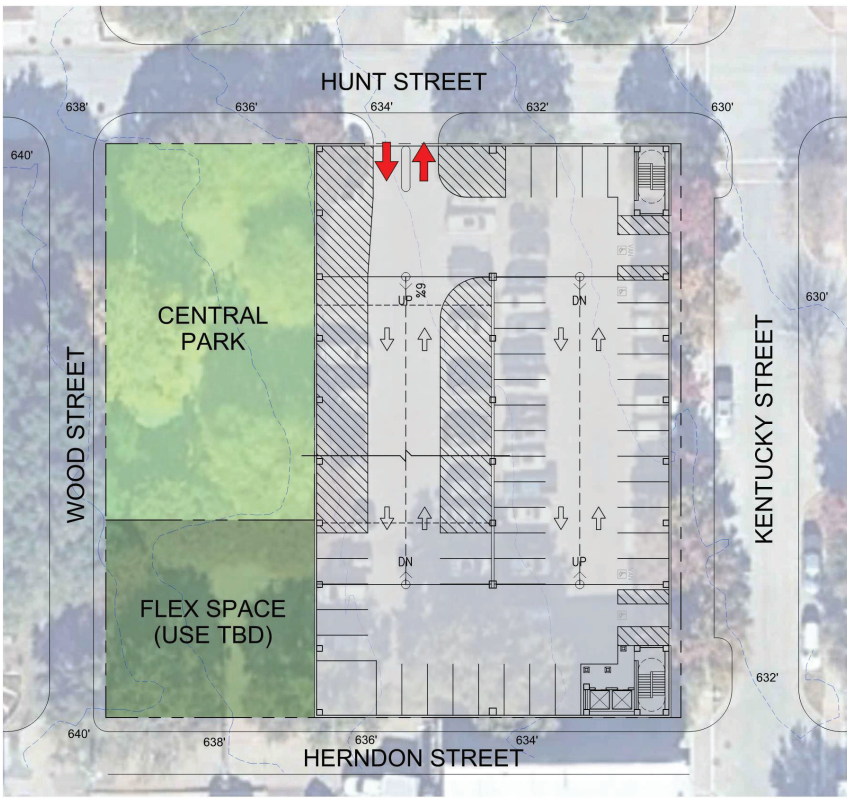 HUNT STREET
638'
636'
634'
632'
630'
640'
UP
6%
DN
CENTRAL
PARK
630'
WOOD STREET
KENTUCKY STREET
DN
UP
FLEX SPACE
(USE TBD)
632'
640'
638'
636'
634'
HERNDON STREET